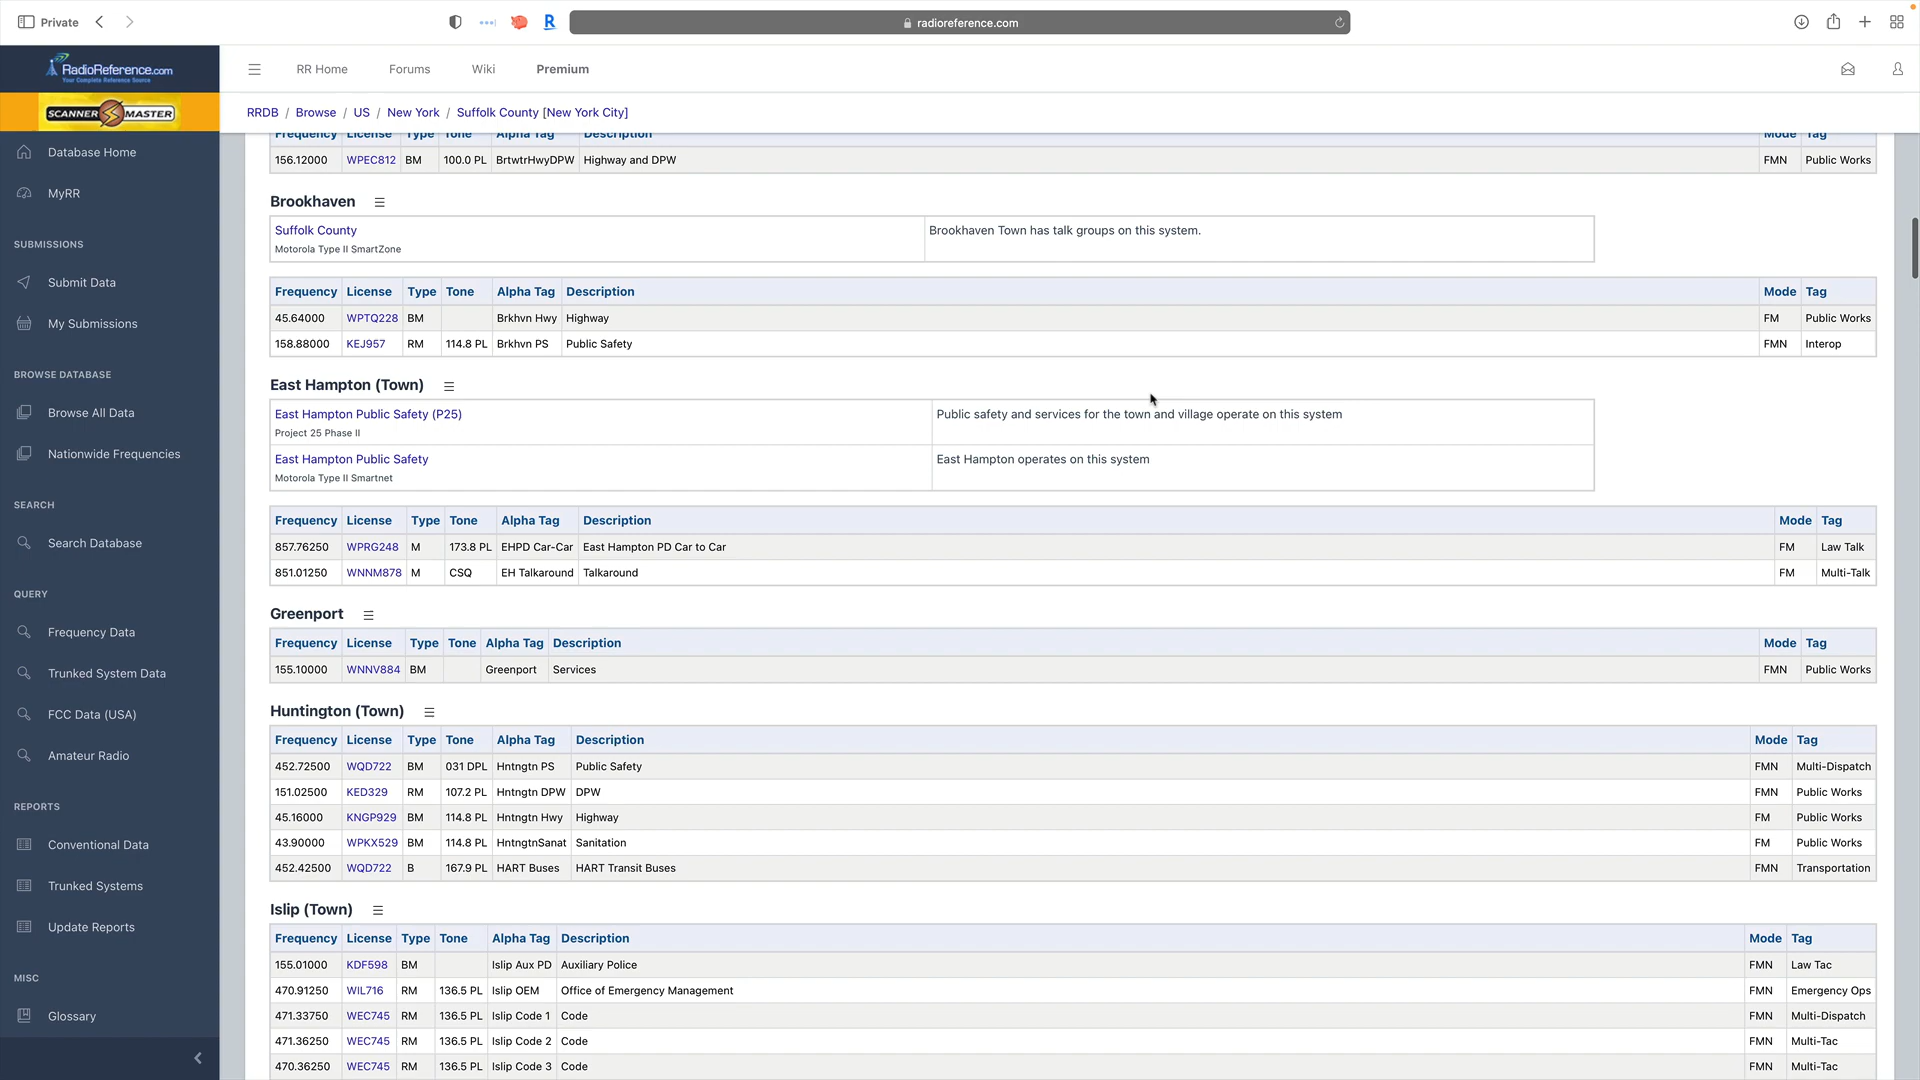 Private
radioreference.com
RadioReference.com
Your Complete Reference Source
RR Home Forums Wiki Premium
SCANNER MASTER
RRDB / Browse / US / New York / Suffolk County [New York City]
Database Home
MyRR
SUBMISSIONS
Submit Data
My Submissions
BROWSE DATABASE
Browse All Data
Nationwide Frequencies
SEARCH
Search Database
QUERY
Frequency Data
Trunked System Data
FCC Data (USA)
Amateur Radio
REPORTS
Conventional Data
Trunked Systems
Update Reports
MISC
Glossary
Frequency License Type Tone Alpha Tag Description Mode Tag
156.12000 WPEC812 BM 100.0 PL BrtwtrHwyDPW Highway and DPW FMN Public Works
Brookhaven
Suffolk County Brookhaven Town has talk groups on this system.
Motorola Type II SmartZone
Frequency License Type Tone Alpha Tag Description Mode Tag
45.64000 WPTQ228 BM Brkhvn Hwy Highway FM Public Works
158.88000 KEJ957 RM 114.8 PL Brkhvn PS Public Safety FMN Interop
East Hampton (Town)
East Hampton Public Safety (P25) Public safety and services for the town and village operate on this system
Project 25 Phase II
East Hampton Public Safety East Hampton operates on this system
Motorola Type II Smartnet
Frequency License Type Tone Alpha Tag Description Mode Tag
857.76250 WPRG248 M 173.8 PL EHPD Car-Car East Hampton PD Car to Car FM Law Talk
851.01250 WNNM878 M CSQ EH Talkaround Talkaround FM Multi-Talk
Greenport
Frequency License Type Tone Alpha Tag Description Mode Tag
155.10000 WNNV884 BM Greenport Services FMN Public Works
Huntington (Town)
Frequency License Type Tone Alpha Tag Description Mode Tag
452.72500 WQD722 BM 031 DPL Hntngtn PS Public Safety FMN Multi-Dispatch
151.02500 KED329 RM 107.2 PL Hntngtn DPW DPW FMN Public Works
45.16000 KNGP929 BM 114.8 PL Hntngtn Hwy Highway FM Public Works
43.90000 WPKX529 BM 114.8 PL HntngtnSanat Sanitation FM Public Works
452.42500 WQD722 B 167.9 PL HART Buses HART Transit Buses FMN Transportation
Islip (Town)
Frequency License Type Tone Alpha Tag Description Mode Tag
155.01000 KDF598 BM Islip Aux PD Auxiliary Police FMN Law Tac
470.91250 WIL716 RM 136.5 PL Islip OEM Office of Emergency Management FMN Emergency Ops
471.33750 WEC745 RM 136.5 PL Islip Code 1 Code FMN Multi-Dispatch
471.36250 WEC745 RM 136.5 PL Islip Code 2 Code FMN Multi-Tac
470.36250 WEC745 RM 136.5 PL Islip Code 3 Code FMN Multi-Tac